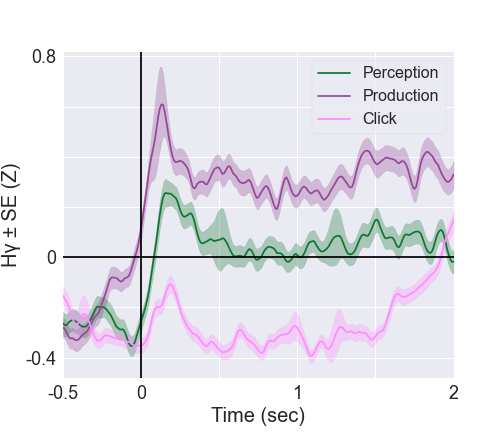 Hγ ± SE (Z)
0.8
0
-0.4
Perception
Production
Click
-0.5
0
1
2
Time (sec)